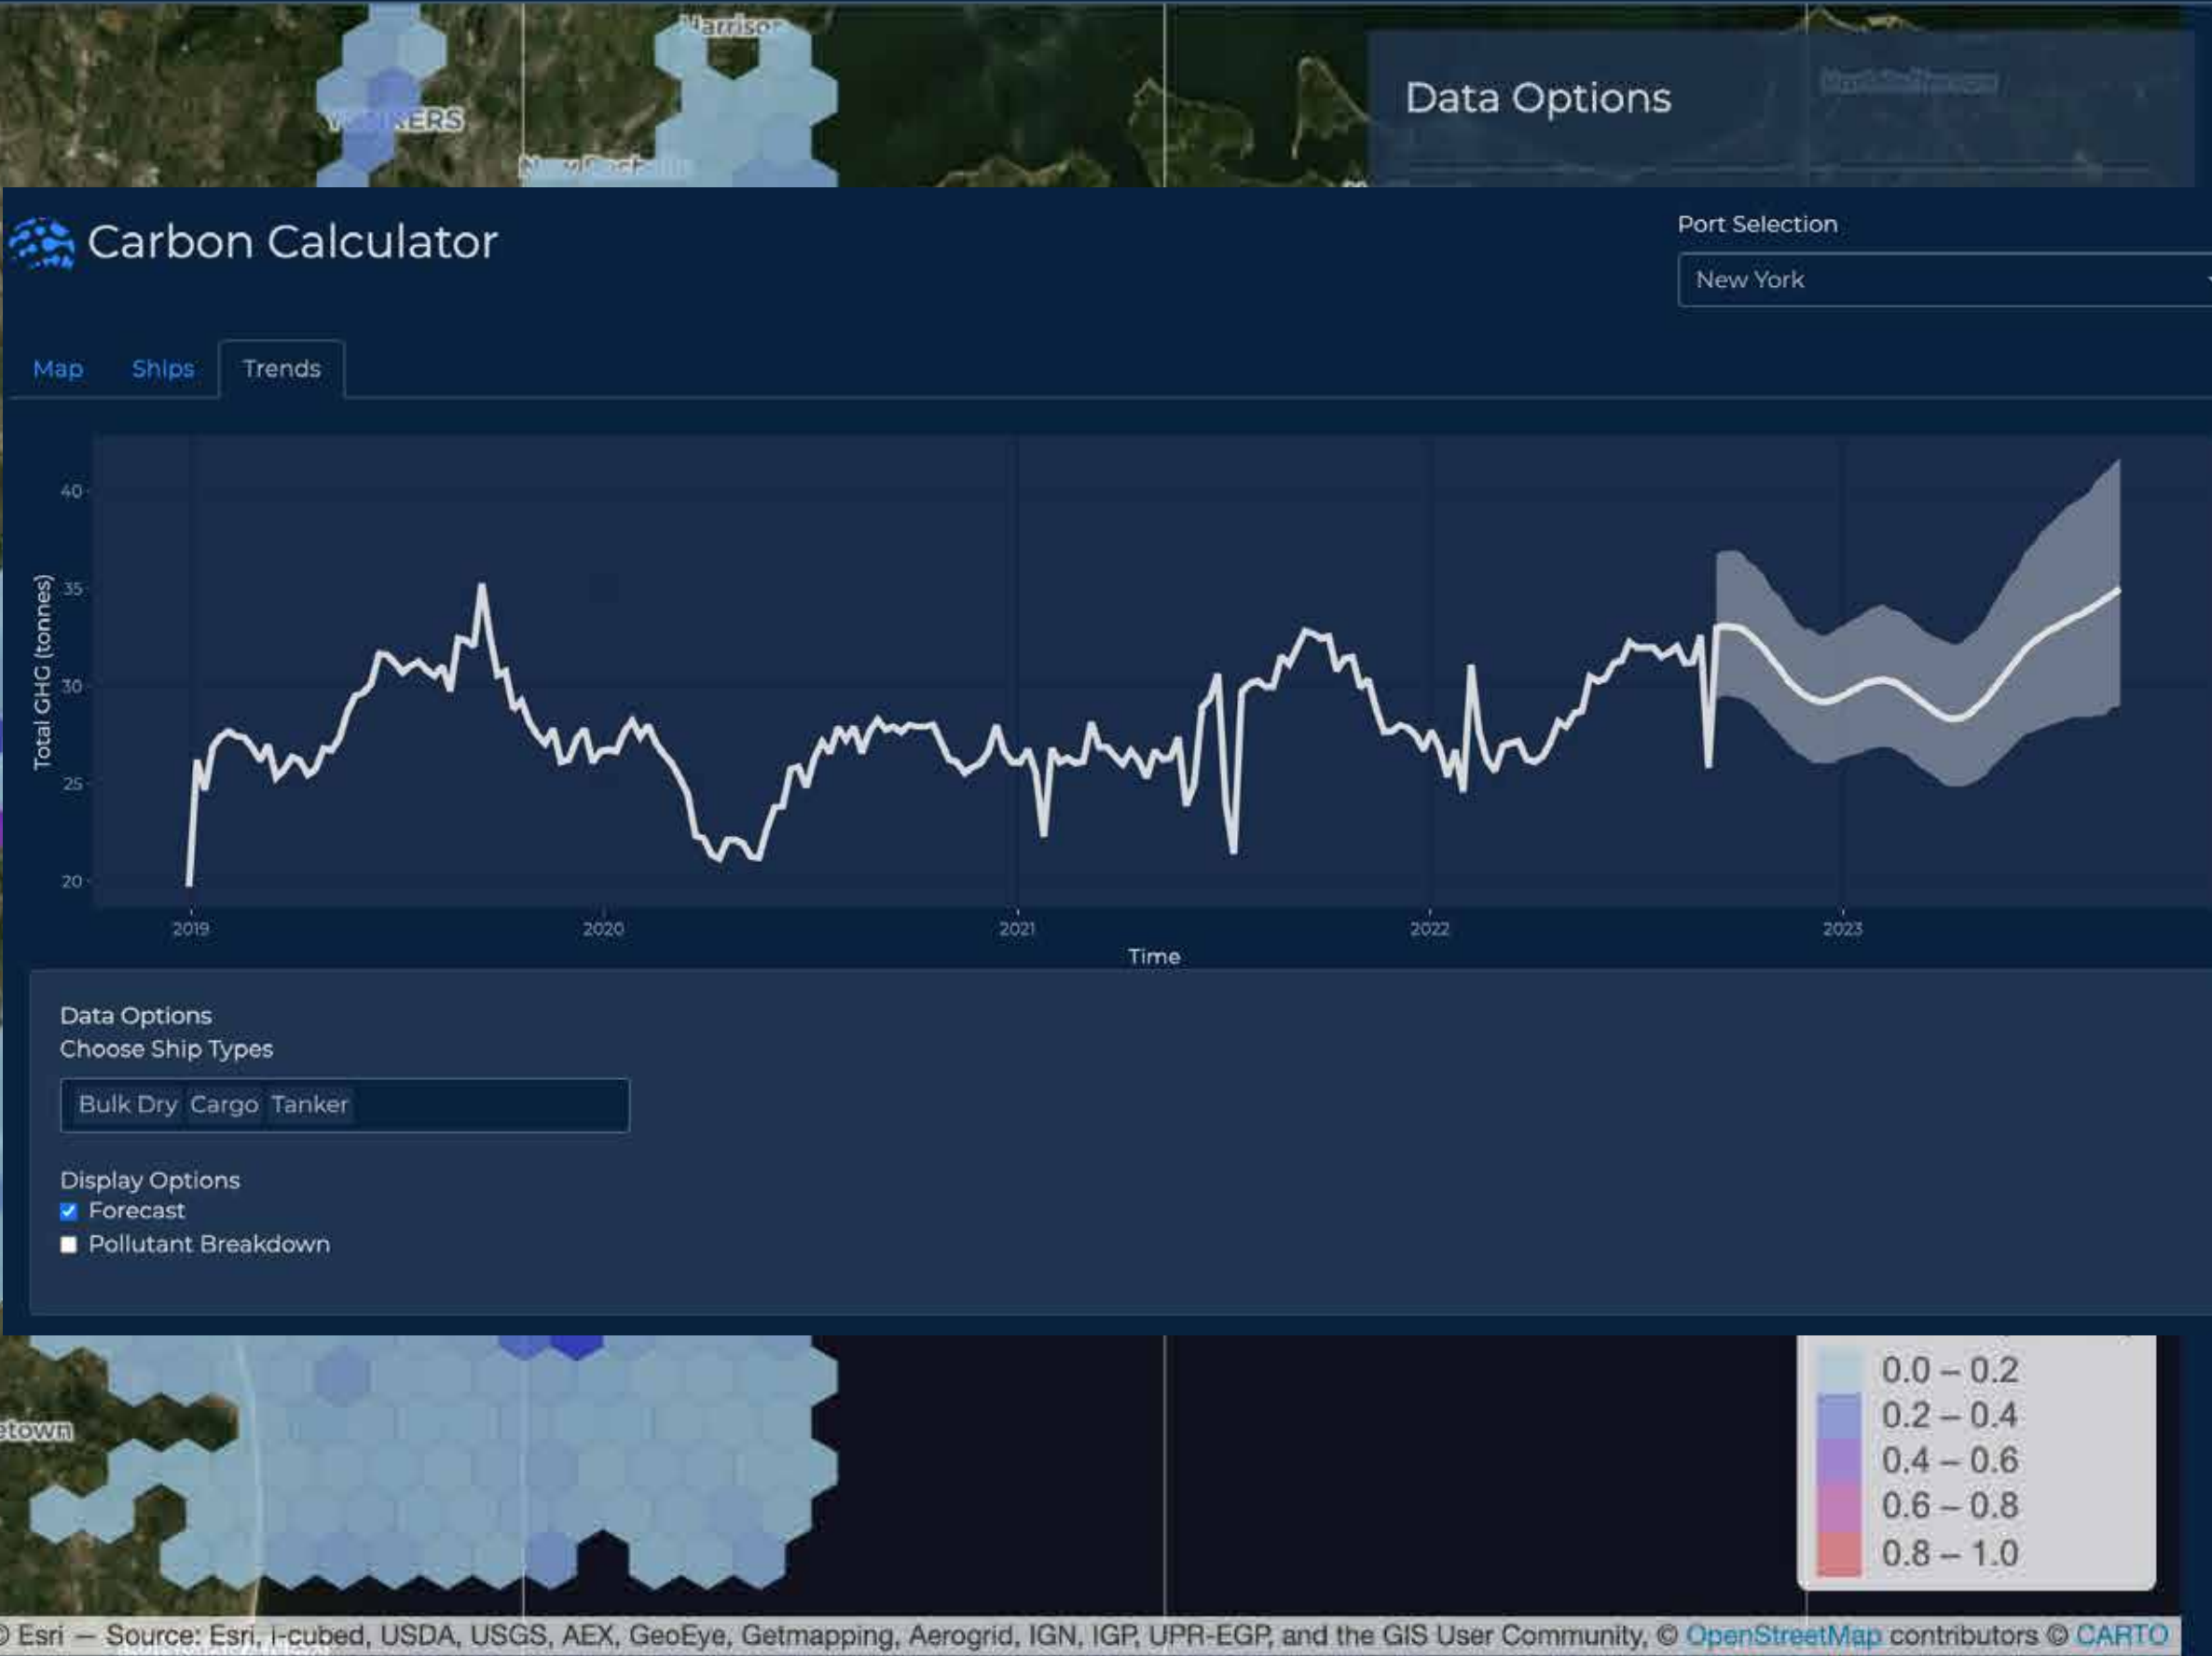 Harrison
YONKERS
Data Options
Carbon Calculator
Port Selection
New York
Map Ships Trends
40
35
30
25
20
Total GHG (tonnes)
2019 2020 2021 2022 2023
Time
Data Options
Choose Ship Types
Bulk Dry Cargo Tanker
Display Options
Forecast
Pollutant Breakdown
0.0 – 0.2
0.2 – 0.4
etown
0.4 – 0.6
0.6 – 0.8
0.8 – 1.0
© Esri — Source: Esri, i-cubed, USDA, USGS, AEX, GeoEye, Getmapping, Aerogrid, IGN, IGP, UPR-EGP, and the GIS User Community, © OpenStreetMap contributors © CARTO